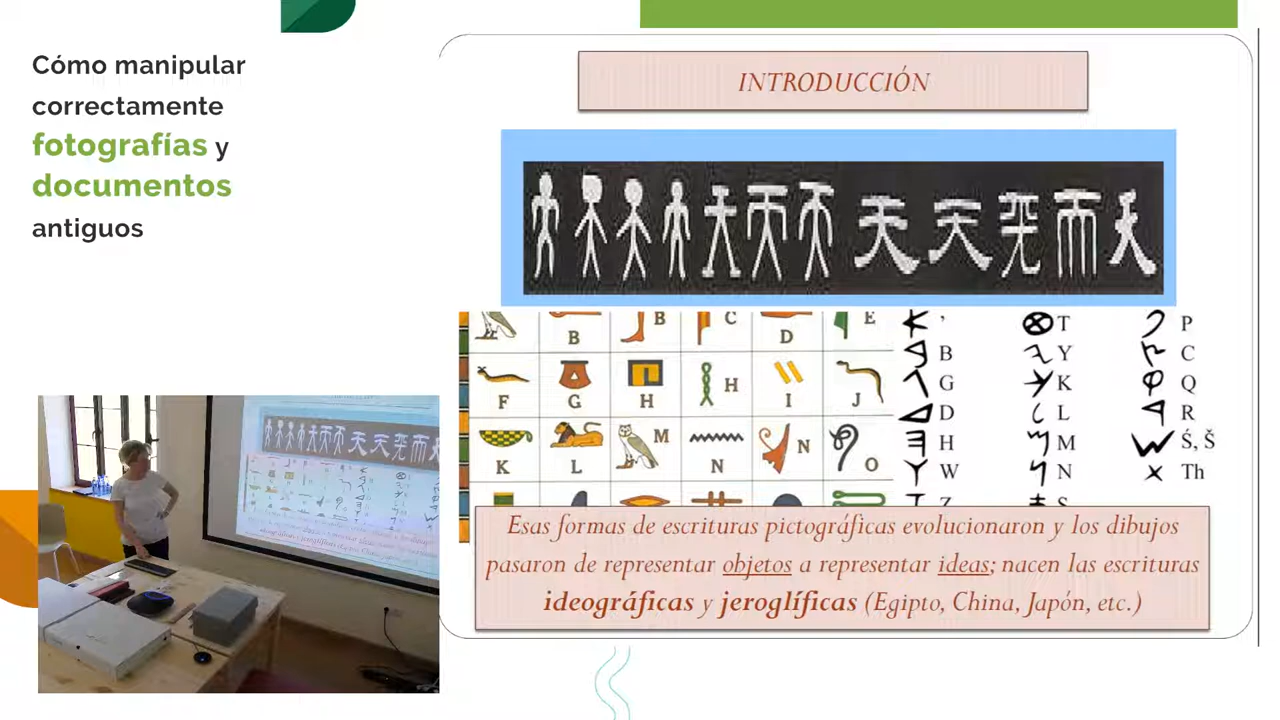 Cómo manipular
correctamente
fotografías y
documentos
antiguos
INTRODUCCIÓN
B B C D E
F G H H I J
K L M N N O
’ T P
B Y C
G K Q
D L R
H M Ś, Š
W N Th
Z S
Esas formas de escrituras pictográficas evolucionaron y los dibujos
pasaron de representar objetos a representar ideas; nacen las escrituras
ideográficas y jeroglíficas (Egipto, China, Japón, etc.)